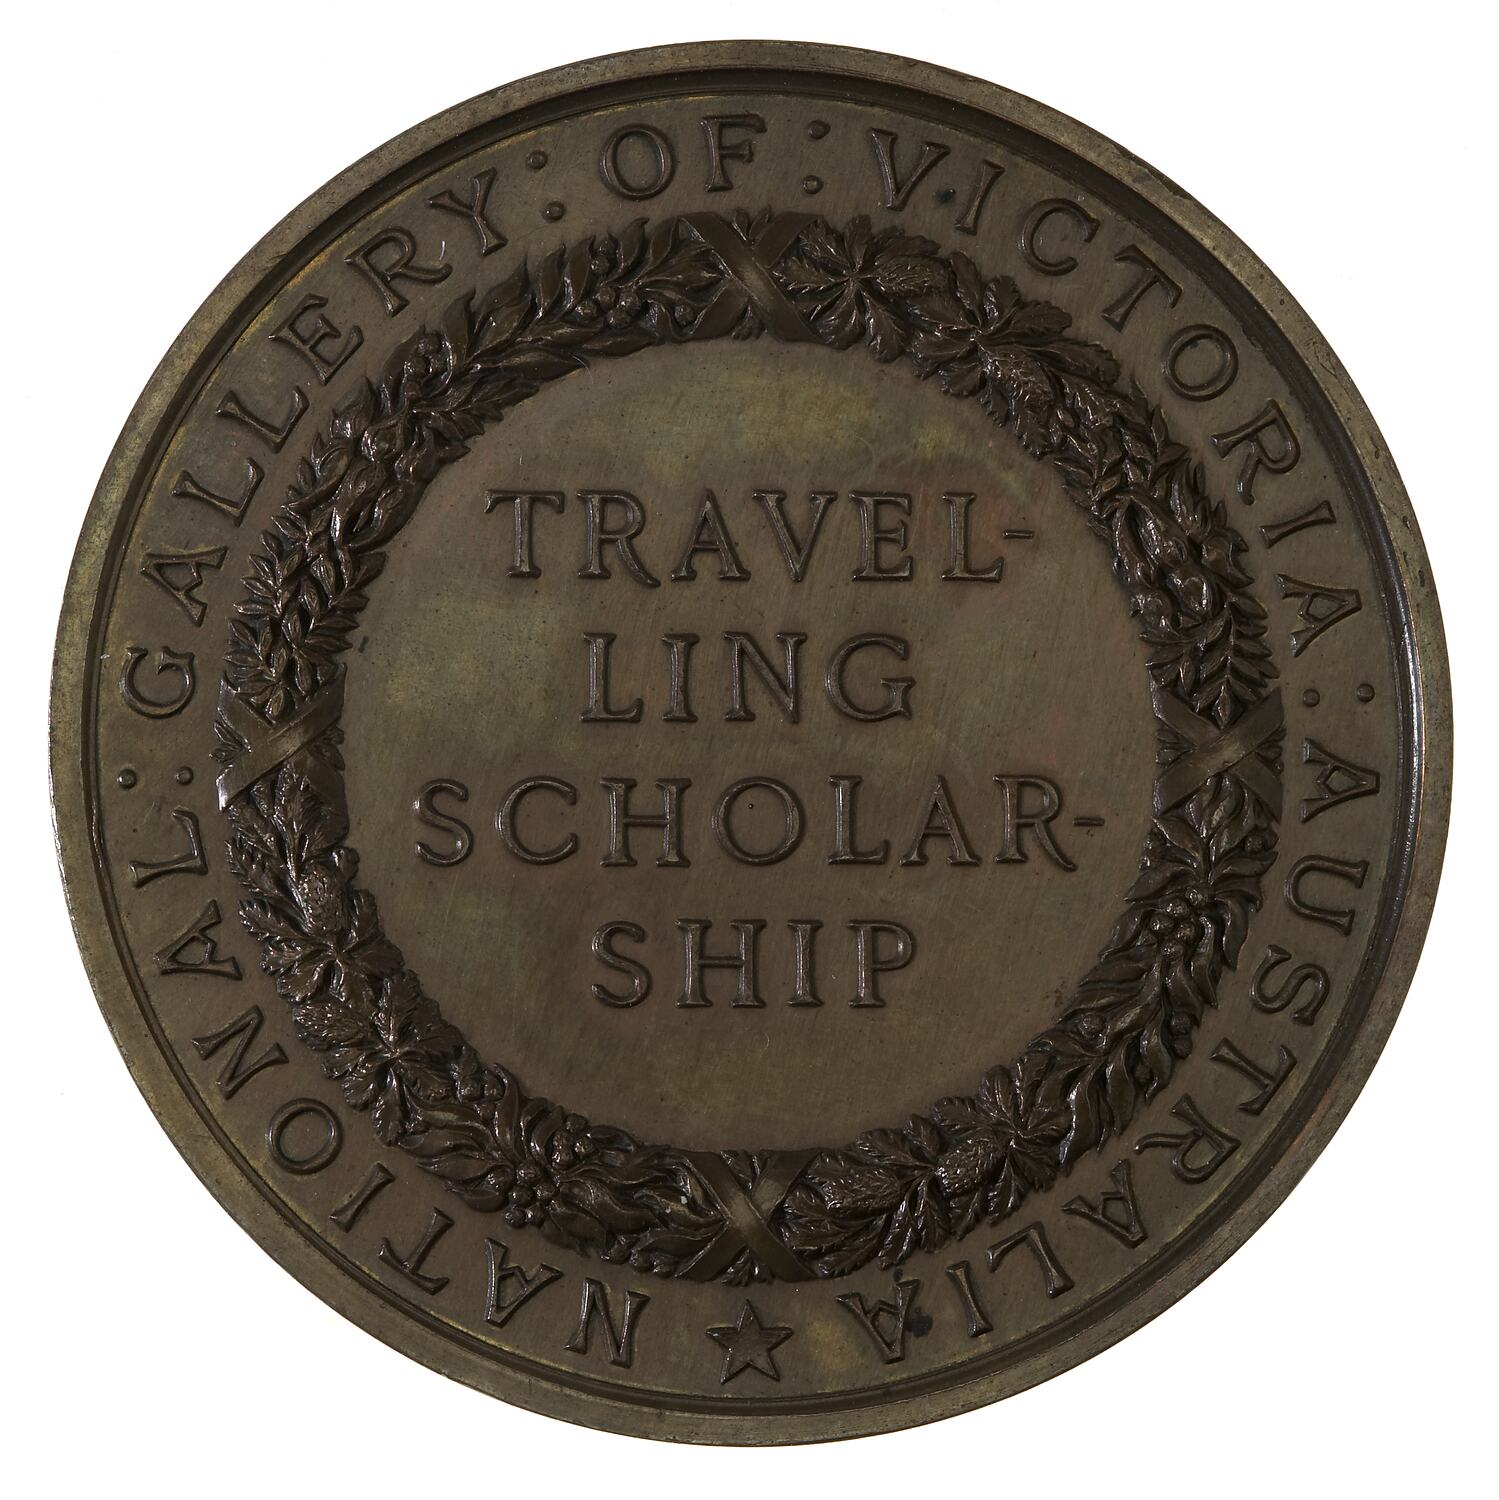 NATIONAL : GALLERY : OF : VICTORIA : AUSTRALIA
TRAVEL-
LING
SCHOLAR-
SHIP